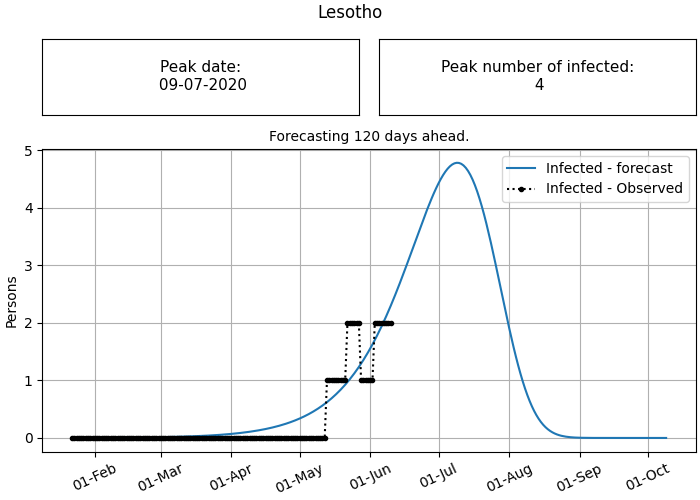 Lesotho
Peak date:
09-07-2020
Peak number of infected:
4
Forecasting 120 days ahead.
Infected - forecast
Infected - Observed
Persons
5
4
3
2
1
0
01-Feb
01-Mar
01-Apr
01-May
01-Jun
01-Jul
01-Aug
01-Sep
01-Oct